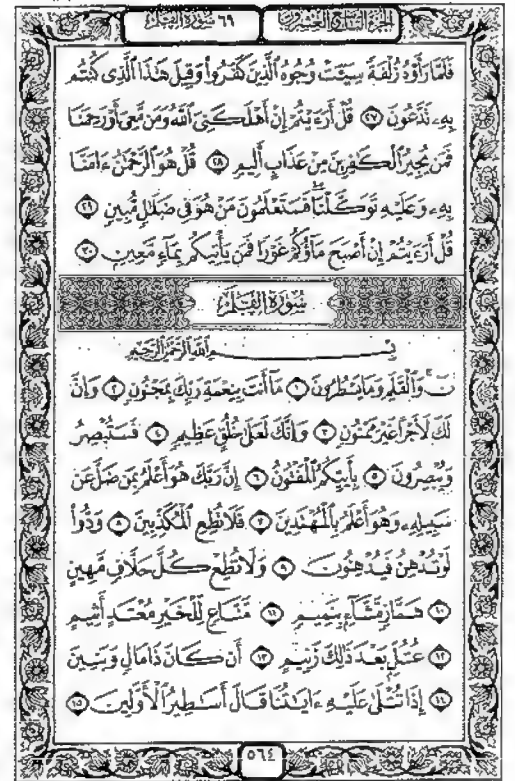 الجزء التاسع والعشرون ٦٩ سورة القلم
فَلَمَّا رَأَوْهُ زُلْفَةً سِيٓـَٔتْ وُجُوهُ ٱلَّذِينَ كَفَرُوا۟ وَقِيلَ هَٰذَا ٱلَّذِى كُنتُم
بِهِۦ تَدَّعُونَ ٢٧ قُلْ أَرَءَيْتُمْ إِنْ أَهْلَكَنِىَ ٱللَّهُ وَمَن مَّعِىَ أَوْ رَحِمَنَا
فَمَن يُجِيرُ ٱلْكَٰفِرِينَ مِنْ عَذَابٍ أَلِيمٍ ٢٨ قُلْ هُوَ ٱلرَّحْمَٰنُ ءَامَنَّا
بِهِۦ وَعَلَيْهِ تَوَكَّلْنَا ۖ فَسَتَعْلَمُونَ مَنْ هُوَ فِى ضَلَٰلٍ مُّبِينٍ ٢٩
قُلْ أَرَءَيْتُمْ إِنْ أَصْبَحَ مَآؤُكُمْ غَوْرًا فَمَن يَأْتِيكُم بِمَآءٍ مَّعِينٍۭ ٣٠
سُورَةُ القَلَمِ
بِسْمِ ٱللَّهِ ٱلرَّحْمَٰنِ ٱلرَّحِيمِ
نٓ ۚ وَٱلْقَلَمِ وَمَا يَسْطُرُونَ ١ مَآ أَنتَ بِنِعْمَةِ رَبِّكَ بِمَجْنُونٍ ٢ وَإِنَّ
لَكَ لَأَجْرًا غَيْرَ مَمْنُونٍ ٣ وَإِنَّكَ لَعَلَىٰ خُلُقٍ عَظِيمٍ ٤ فَسَتُبْصِرُ
وَيُبْصِرُونَ ٥ بِأَييِّكُمُ ٱلْمَفْتُونُ ٦ إِنَّ رَبَّكَ هُوَ أَعْلَمُ بِمَن ضَلَّ عَن
سَبِيلِهِۦ وَهُوَ أَعْلَمُ بِٱلْمُهْتَدِينَ ٧ فَلَا تُطِعِ ٱلْمُكَذِّبِينَ ٨ وَدُّوا۟
لَوْ تُدْهِنُ فَيُدْهِنُونَ ٩ وَلَا تُطِعْ كُلَّ حَلَّافٍ مَّهِينٍ
١٠ هَمَّازٍ مَّشَّآءٍۭ بِنَمِيمٍ ١١ مَّنَّاعٍ لِّلْخَيْرِ مُعْتَدٍ أَثِيمٍ
١٢ عُتُلٍّۭ بَعْدَ ذَٰلِكَ زَنِيمٍ ١٣ أَن كَانَ ذَا مَالٍ وَبَنِينَ
١٤ إِذَا تُتْلَىٰ عَلَيْهِ ءَايَٰتُنَا قَالَ أَسَٰطِيرُ ٱلْأَوَّلِينَ ١٥
٥٦٤